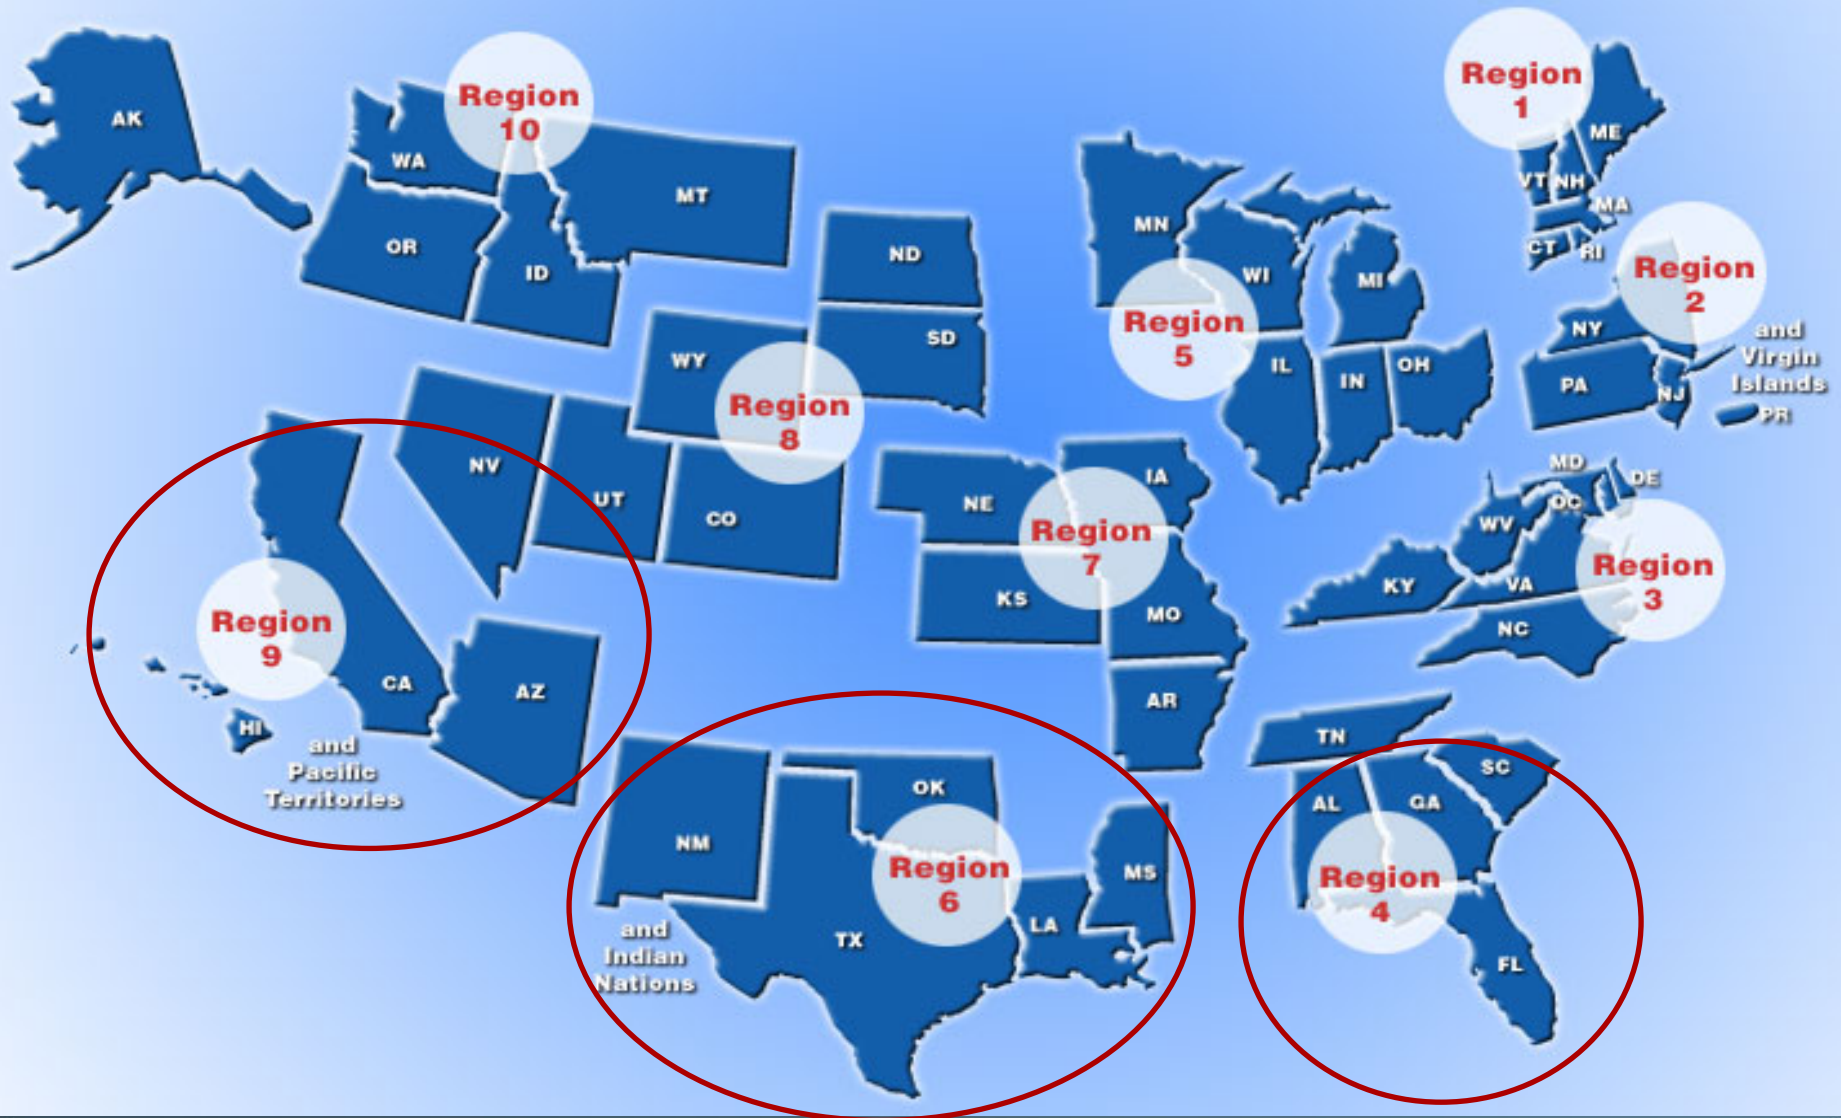 Region
1
Region
10
AK
WA
ME
MT
VT
NH
MA
MN
OR
CT
RI
ND
ID
WI
MI
Region
2
Region
5
NY
and
Virgin
Islands
SD
WY
IL
IN
OH
PA
NJ
PR
Region
8
NV
UT
CO
NE
IA
MD
DE
OC
WV
Region
7
VA
KY
Region
3
KS
MO
NC
Region
9
CA
AZ
HI
and
Pacific
Territories
AR
TN
SC
OK
AL
GA
NM
Region
6
MS
Region
4
and
Indian
Nations
TX
LA
FL